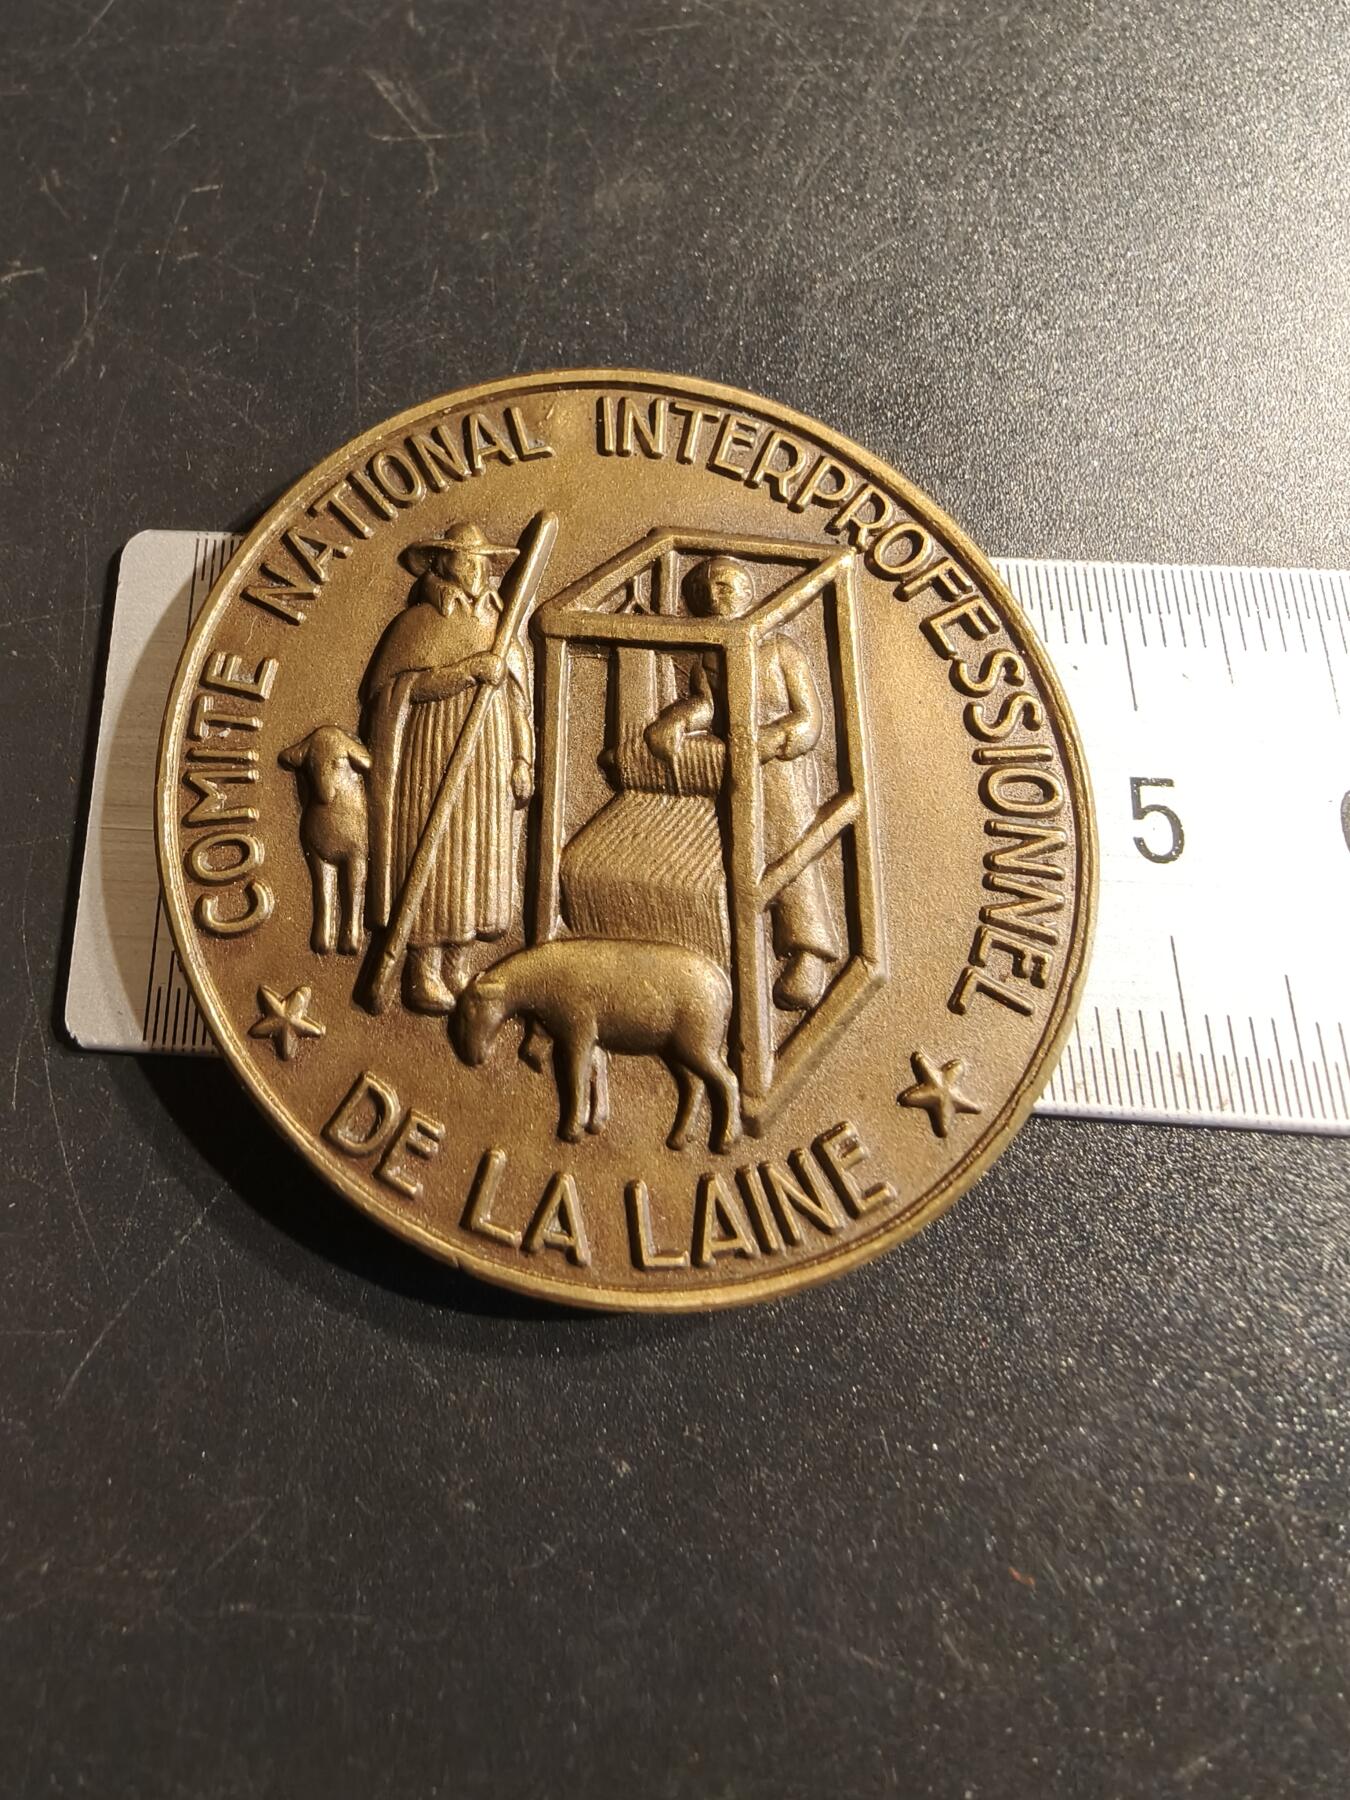 COMITE NATIONAL INTERPROFESSIONNEL
DE LA LAINE
5